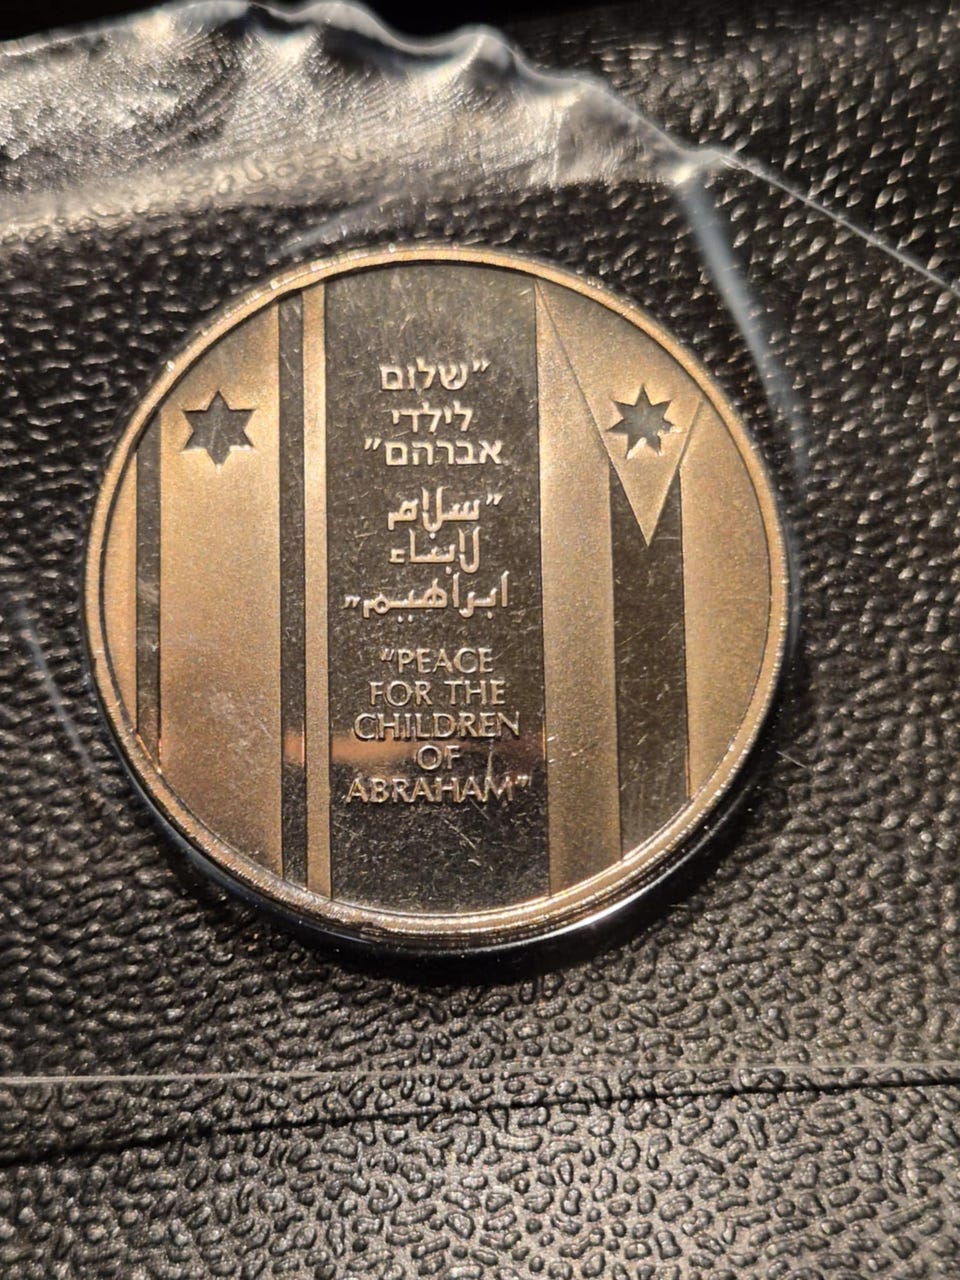 "שלום
לילדי
אברהם"
"سلام
لابناء
ابراهيم"
"PEACE
FOR THE
CHILDREN
OF
ABRAHAM"